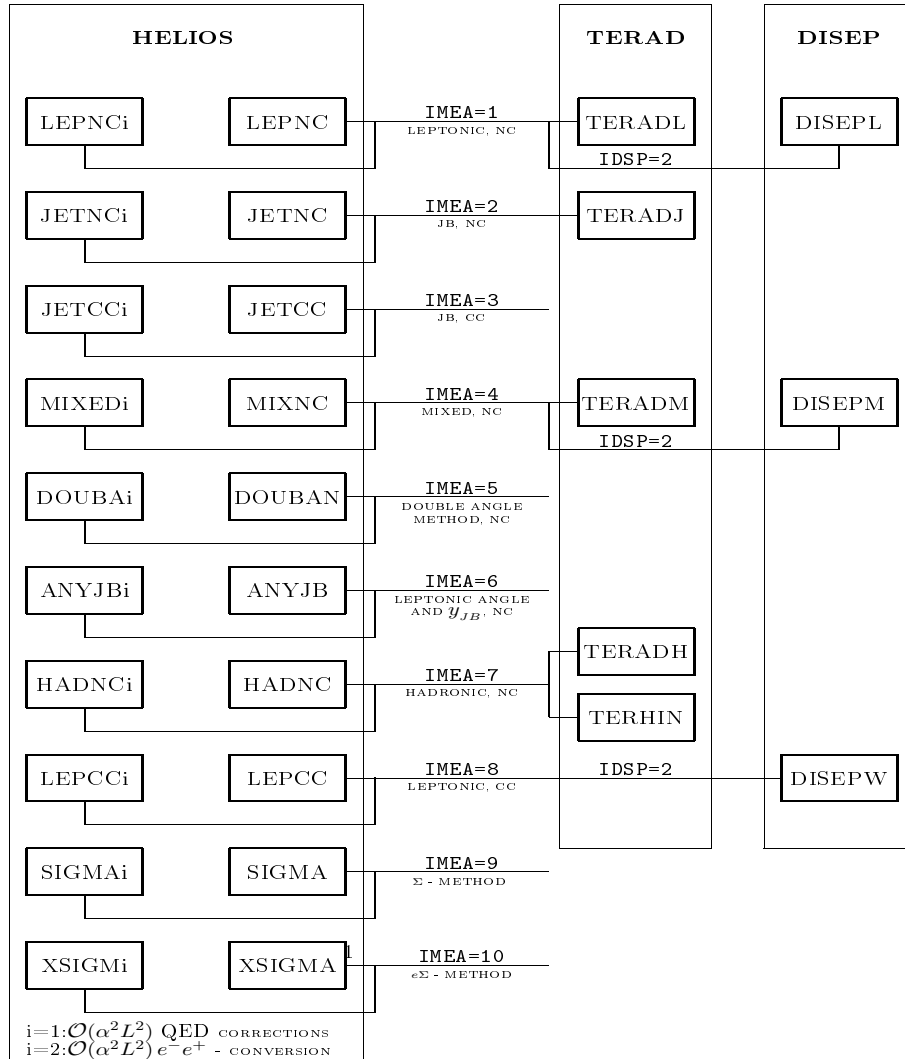 HELIOS TERAD DISEP
LEPNCi LEPNC IMEA=1 TERADL DISEPL
LEPTONIC, NC
IDSP=2
JETNCi JETNC IMEA=2 TERADJ
JB, NC
JETCCi JETCC IMEA=3
JB, CC
MIXEDi MIXNC IMEA=4 TERADM DISEPM
MIXED, NC
IDSP=2
DOUBAi DOUBAN IMEA=5
DOUBLE ANGLE
METHOD, NC
ANYJBi ANYJB IMEA=6
LEPTONIC ANGLE
AND y_{JB}, NC
TERADH
HADNCi HADNC IMEA=7
HADRONIC, NC
TERHIN
LEPCCi LEPCC IMEA=8 IDSP=2 DISEPW
LEPTONIC, CC
SIGMAi SIGMA IMEA=9
Σ - METHOD
XSIGMi XSIGMA 1 IMEA=10
eΣ - METHOD
i=1:𝒪(α²L²) QED CORRECTIONS
i=2:𝒪(α²L²) e⁻e⁺ - CONVERSION